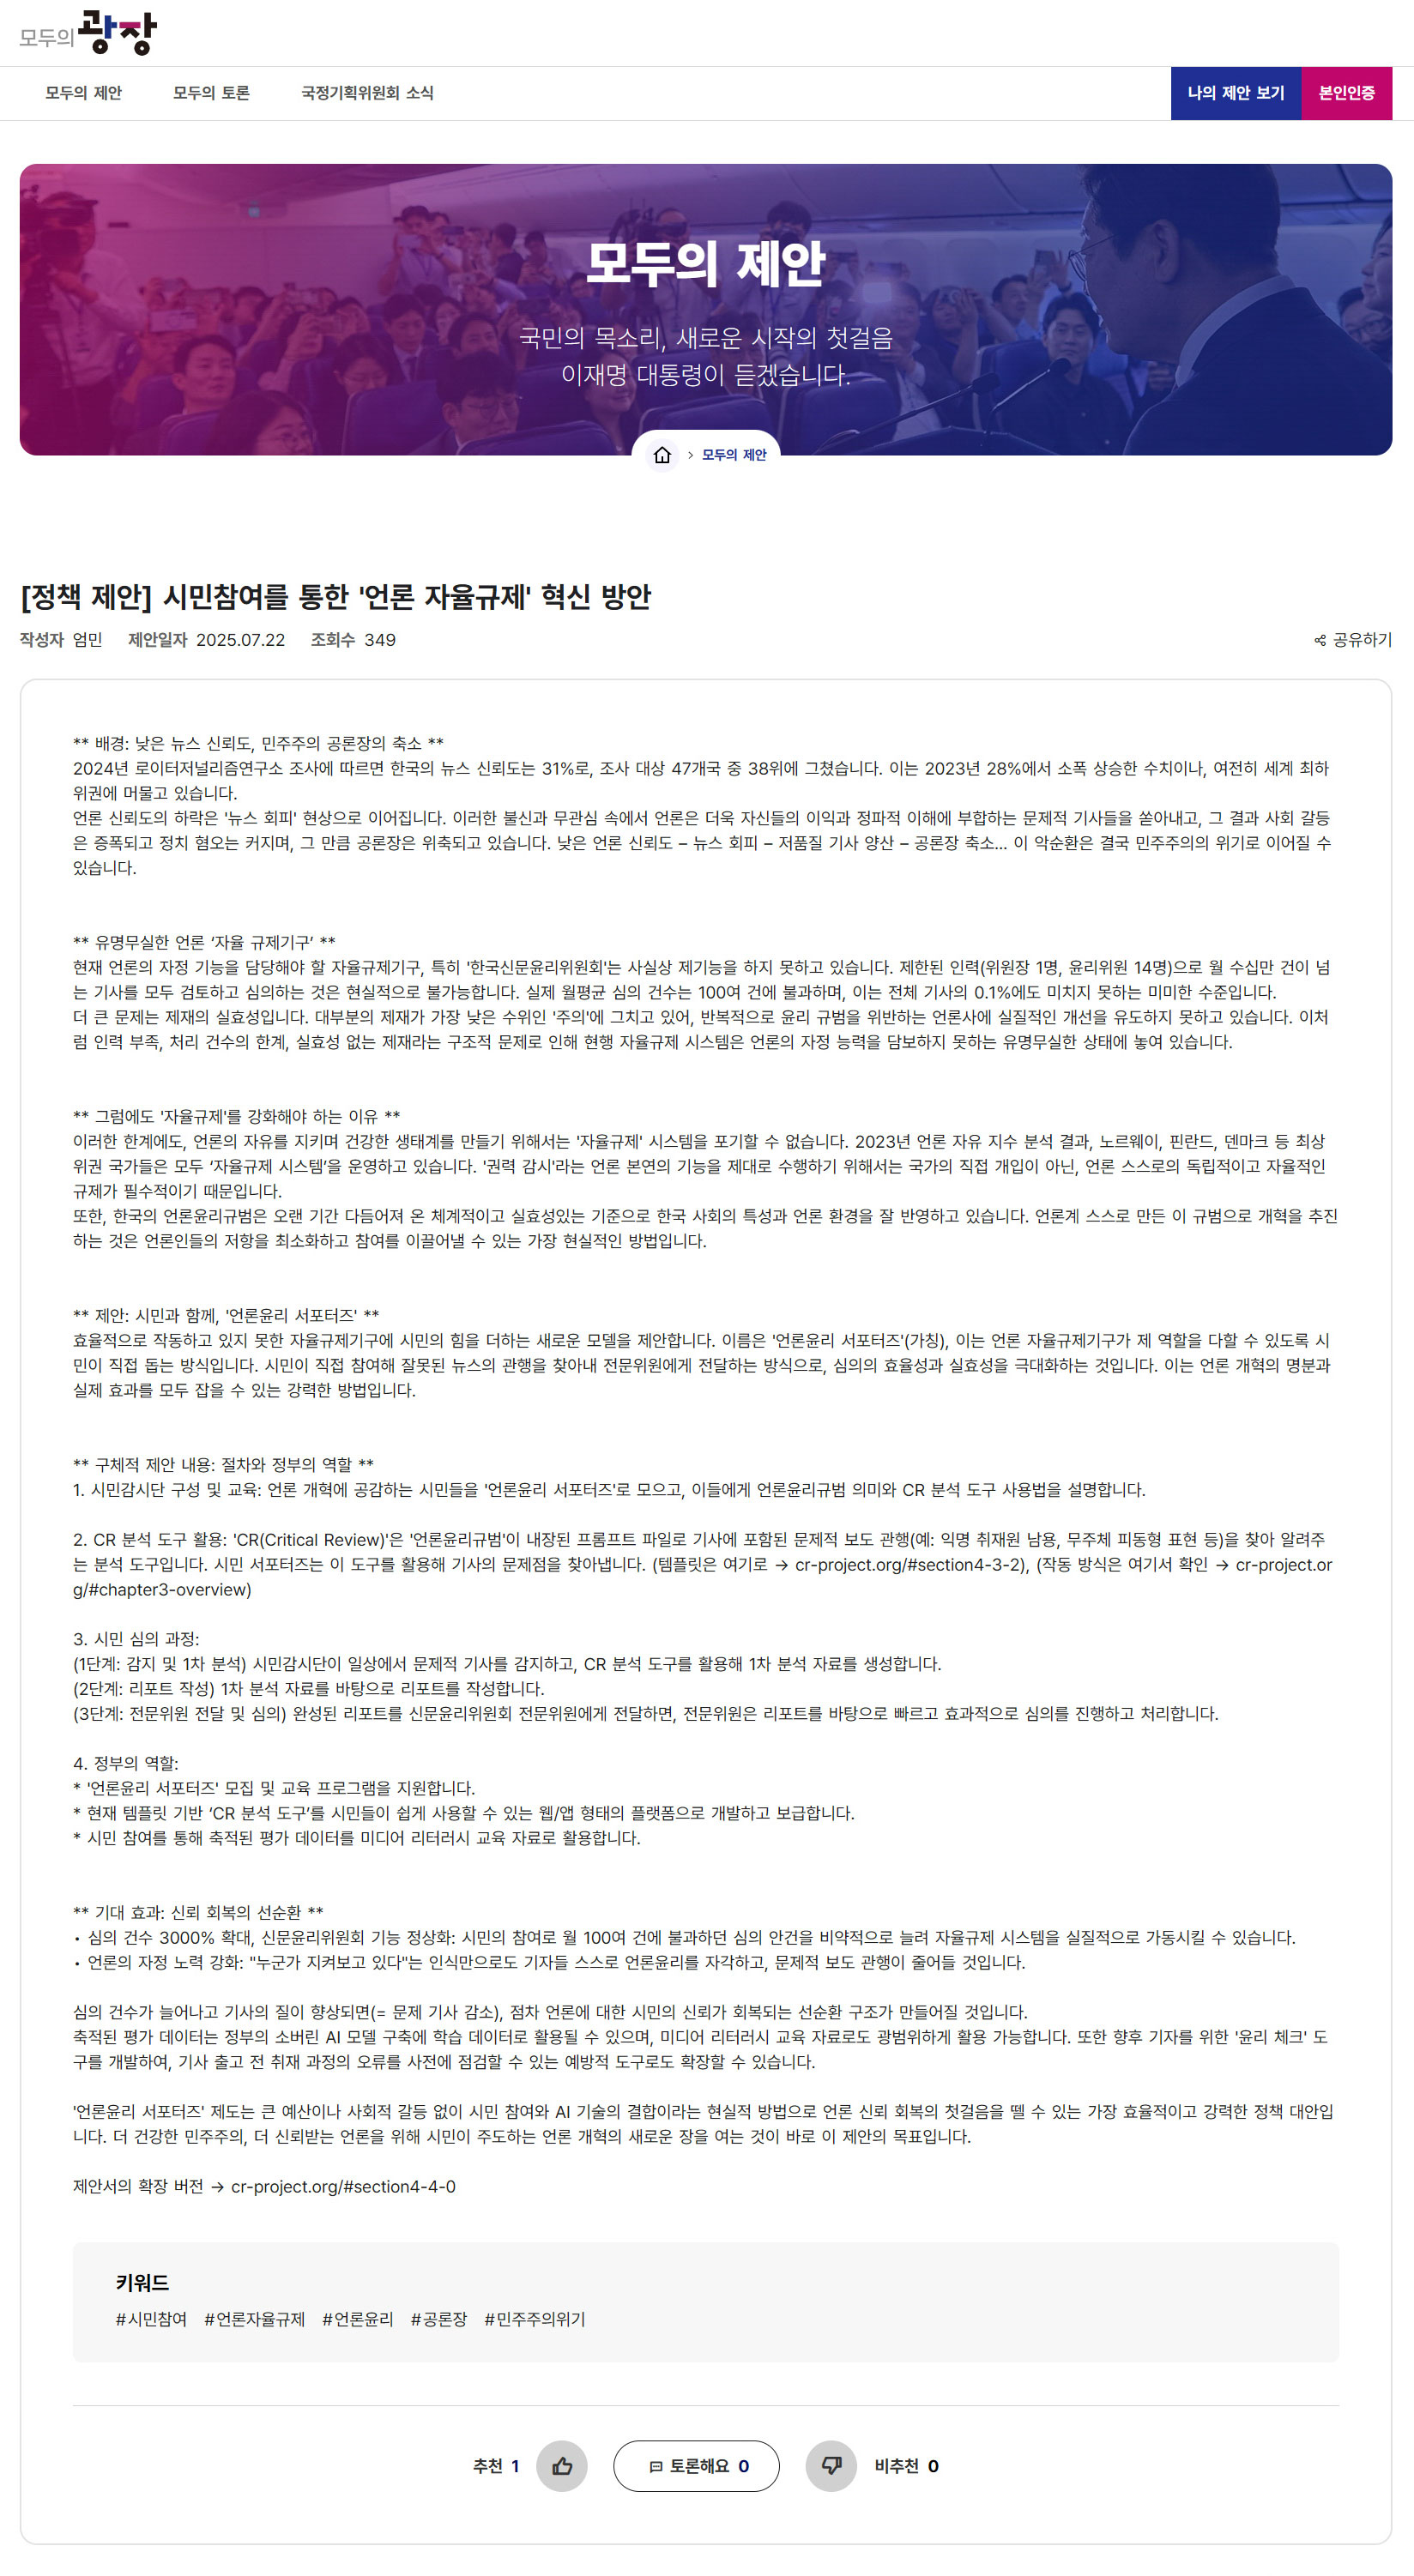 모두의 광장
모두의 제안 모두의 토론 국정기획위원회 소식 나의 제안 보기 본인인증
모두의 제안
국민의 목소리, 새로운 시작의 첫걸음
이재명 대통령이 듣겠습니다.
모두의 제안
[정책 제안] 시민참여를 통한 '언론 자율규제' 혁신 방안
작성자 엄민 제안일자 2025.07.22 조회수 349 공유하기
** 배경: 낮은 뉴스 신뢰도, 민주주의 공론장의 축소 **
2024년 로이터저널리즘연구소 조사에 따르면 한국의 뉴스 신뢰도는 31%로, 조사 대상 47개국 중 38위에 그쳤습니다. 이는 2023년 28%에서 소폭 상승한 수치이나, 여전히 세계 최하
위권에 머물고 있습니다.
언론 신뢰도의 하락은 '뉴스 회피' 현상으로 이어집니다. 이러한 불신과 무관심 속에서 언론은 더욱 자신들의 이익과 정파적 이해에 부합하는 문제적 기사들을 쏟아내고, 그 결과 사회 갈등
은 증폭되고 정치 혐오는 커지며, 그 만큼 공론장은 위축되고 있습니다. 낮은 언론 신뢰도 – 뉴스 회피 – 저품질 기사 양산 – 공론장 축소... 이 악순환은 결국 민주주의의 위기로 이어질 수
있습니다.
** 유명무실한 언론 ‘자율 규제기구’ **
현재 언론의 자정 기능을 담당해야 할 자율규제기구, 특히 '한국신문윤리위원회'는 사실상 제기능을 하지 못하고 있습니다. 제한된 인력(위원장 1명, 윤리위원 14명)으로 월 수십만 건이 넘
는 기사를 모두 검토하고 심의하는 것은 현실적으로 불가능합니다. 실제 월평균 심의 건수는 100여 건에 불과하며, 이는 전체 기사의 0.1%에도 미치지 못하는 미미한 수준입니다.
더 큰 문제는 제재의 실효성입니다. 대부분의 제재가 가장 낮은 수위인 '주의'에 그치고 있어, 반복적으로 윤리 규범을 위반하는 언론사에 실질적인 개선을 유도하지 못하고 있습니다. 이처
럼 인력 부족, 처리 건수의 한계, 실효성 없는 제재라는 구조적 문제로 인해 현행 자율규제 시스템은 언론의 자정 능력을 담보하지 못하는 유명무실한 상태에 놓여 있습니다.
** 그럼에도 '자율규제'를 강화해야 하는 이유 **
이러한 한계에도, 언론의 자유를 지키며 건강한 생태계를 만들기 위해서는 '자율규제' 시스템을 포기할 수 없습니다. 2023년 언론 자유 지수 분석 결과, 노르웨이, 핀란드, 덴마크 등 최상
위권 국가들은 모두 ‘자율규제 시스템’을 운영하고 있습니다. '권력 감시'라는 언론 본연의 기능을 제대로 수행하기 위해서는 국가의 직접 개입이 아닌, 언론 스스로의 독립적이고 자율적인
규제가 필수적이기 때문입니다.
또한, 한국의 언론윤리규범은 오랜 기간 다듬어져 온 체계적이고 실효성있는 기준으로 한국 사회의 특성과 언론 환경을 잘 반영하고 있습니다. 언론계 스스로 만든 이 규범으로 개혁을 추진
하는 것은 언론인들의 저항을 최소화하고 참여를 이끌어낼 수 있는 가장 현실적인 방법입니다.
** 제안: 시민과 함께, '언론윤리 서포터즈' **
효율적으로 작동하고 있지 못한 자율규제기구에 시민의 힘을 더하는 새로운 모델을 제안합니다. 이름은 '언론윤리 서포터즈'(가칭), 이는 언론 자율규제기구가 제 역할을 다할 수 있도록 시
민이 직접 돕는 방식입니다. 시민이 직접 참여해 잘못된 뉴스의 관행을 찾아내 전문위원에게 전달하는 방식으로, 심의의 효율성과 실효성을 극대화하는 것입니다. 이는 언론 개혁의 명분과
실제 효과를 모두 잡을 수 있는 강력한 방법입니다.
** 구체적 제안 내용: 절차와 정부의 역할 **
1. 시민감시단 구성 및 교육: 언론 개혁에 공감하는 시민들을 '언론윤리 서포터즈'로 모으고, 이들에게 언론윤리규범 의미와 CR 분석 도구 사용법을 설명합니다.
2. CR 분석 도구 활용: 'CR(Critical Review)'은 '언론윤리규범'이 내장된 프롬프트 파일로 기사에 포함된 문제적 보도 관행(예: 익명 취재원 남용, 무주체 피동형 표현 등)을 찾아 알려주
는 분석 도구입니다. 시민 서포터즈는 이 도구를 활용해 기사의 문제점을 찾아냅니다. (템플릿은 여기로 → cr-project.org/#section4-3-2), (작동 방식은 여기서 확인 → cr-project.or
g/#chapter3-overview)
3. 시민 심의 과정:
(1단계: 감지 및 1차 분석) 시민감시단이 일상에서 문제적 기사를 감지하고, CR 분석 도구를 활용해 1차 분석 자료를 생성합니다.
(2단계: 리포트 작성) 1차 분석 자료를 바탕으로 리포트를 작성합니다.
(3단계: 전문위원 전달 및 심의) 완성된 리포트를 신문윤리위원회 전문위원에게 전달하면, 전문위원은 리포트를 바탕으로 빠르고 효과적으로 심의를 진행하고 처리합니다.
4. 정부의 역할:
* '언론윤리 서포터즈' 모집 및 교육 프로그램을 지원합니다.
* 현재 템플릿 기반 ‘CR 분석 도구’를 시민들이 쉽게 사용할 수 있는 웹/앱 형태의 플랫폼으로 개발하고 보급합니다.
* 시민 참여를 통해 축적된 평가 데이터를 미디어 리터러시 교육 자료로 활용합니다.
** 기대 효과: 신뢰 회복의 선순환 **
• 심의 건수 3000% 확대, 신문윤리위원회 기능 정상화: 시민의 참여로 월 100여 건에 불과하던 심의 안건을 비약적으로 늘려 자율규제 시스템을 실질적으로 가동시킬 수 있습니다.
• 언론의 자정 노력 강화: "누군가 지켜보고 있다"는 인식만으로도 기자들 스스로 언론윤리를 자각하고, 문제적 보도 관행이 줄어들 것입니다.
심의 건수가 늘어나고 기사의 질이 향상되면(= 문제 기사 감소), 점차 언론에 대한 시민의 신뢰가 회복되는 선순환 구조가 만들어질 것입니다.
축적된 평가 데이터는 정부의 소버린 AI 모델 구축에 학습 데이터로 활용될 수 있으며, 미디어 리터러시 교육 자료로도 광범위하게 활용 가능합니다. 또한 향후 기자를 위한 '윤리 체크' 도
구를 개발하여, 기사 출고 전 취재 과정의 오류를 사전에 점검할 수 있는 예방적 도구로도 확장할 수 있습니다.
'언론윤리 서포터즈' 제도는 큰 예산이나 사회적 갈등 없이 시민 참여와 AI 기술의 결합이라는 현실적 방법으로 언론 신뢰 회복의 첫걸음을 뗄 수 있는 가장 효율적이고 강력한 정책 대안입
니다. 더 건강한 민주주의, 더 신뢰받는 언론을 위해 시민이 주도하는 언론 개혁의 새로운 장을 여는 것이 바로 이 제안의 목표입니다.
제안서의 확장 버전 → cr-project.org/#section4-4-0
키워드
#시민참여 #언론자율규제 #언론윤리 #공론장 #민주주의위기
추천 1 토론해요 0 비추천 0